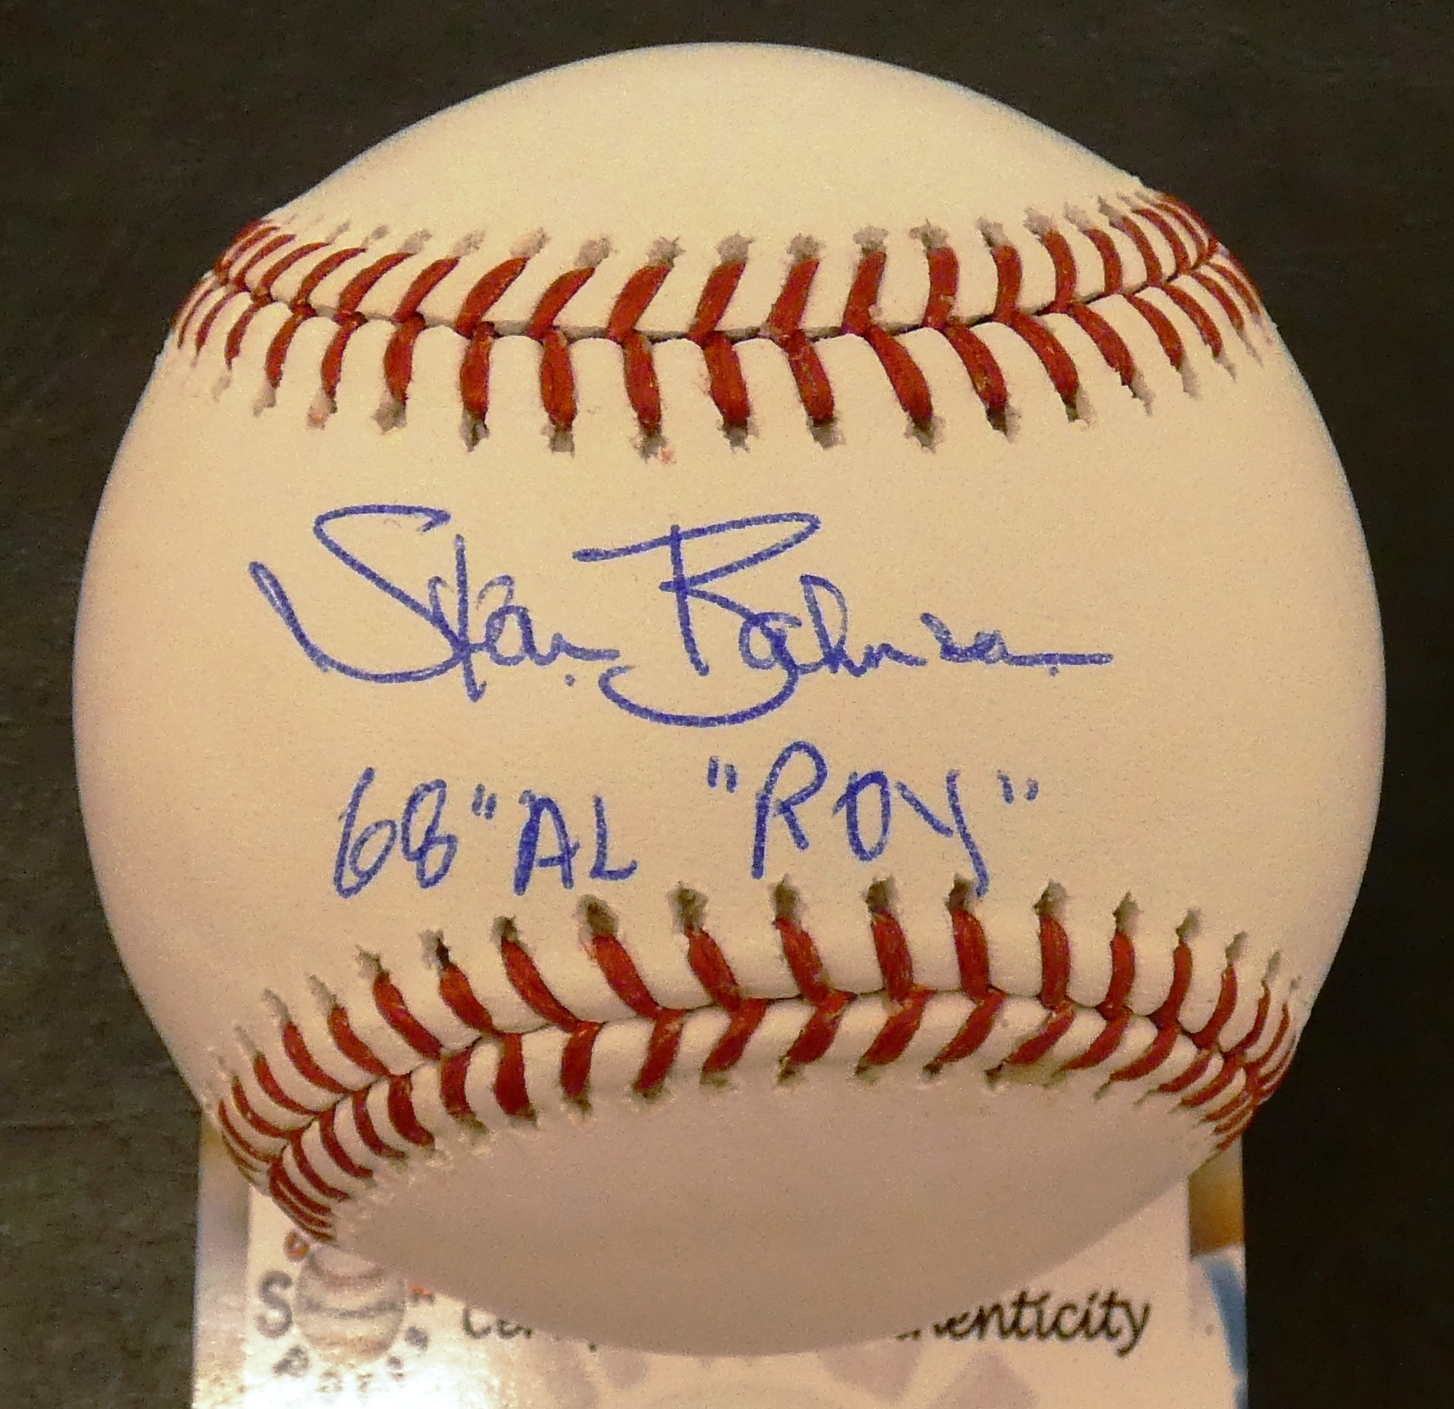 Stan Bahnsen
68" AL "ROY"